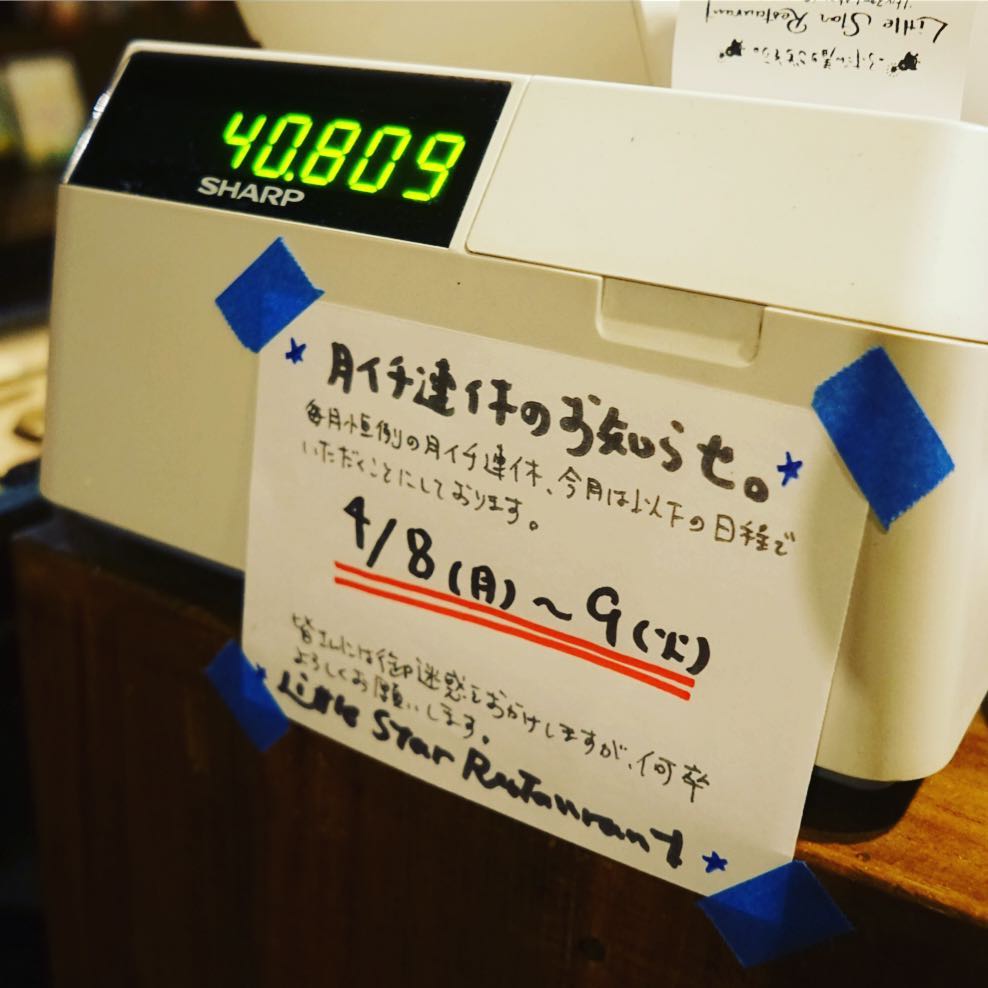 Little Star Restaurant
40.809
SHARP
★月イチ連休のお知らせ。★
毎月恒例の月イチ連休、今月は以下の日程で
いただくことにしております。
4/8(月)～9(火)
皆さんには御迷惑をおかけしますが、何卒
よろしくお願いします。
Little Star Restaurant ★